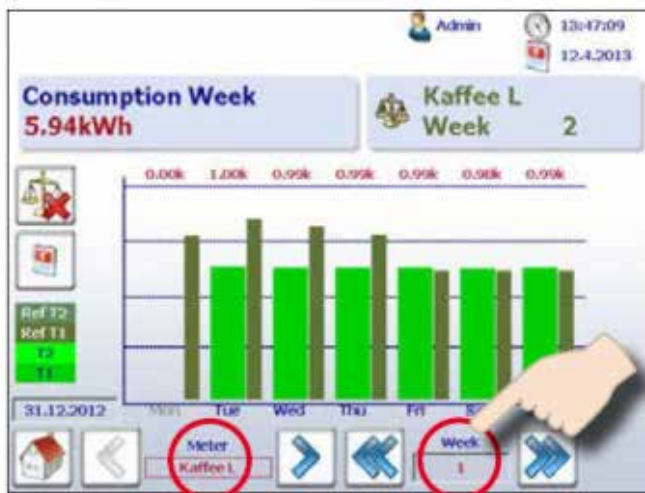 Admin
13:47:09
12.4.2013
Consumption Week
5.94kWh
Kaffee L
Week 2
0.00k 1.00k 0.99k 0.99k 0.99k 0.98k 0.99k
Ref T2
Ref T1
T2
T1
31.12.2012
Mon Tue Wed Thu Fri
Meter
Kaffee L
Week
1